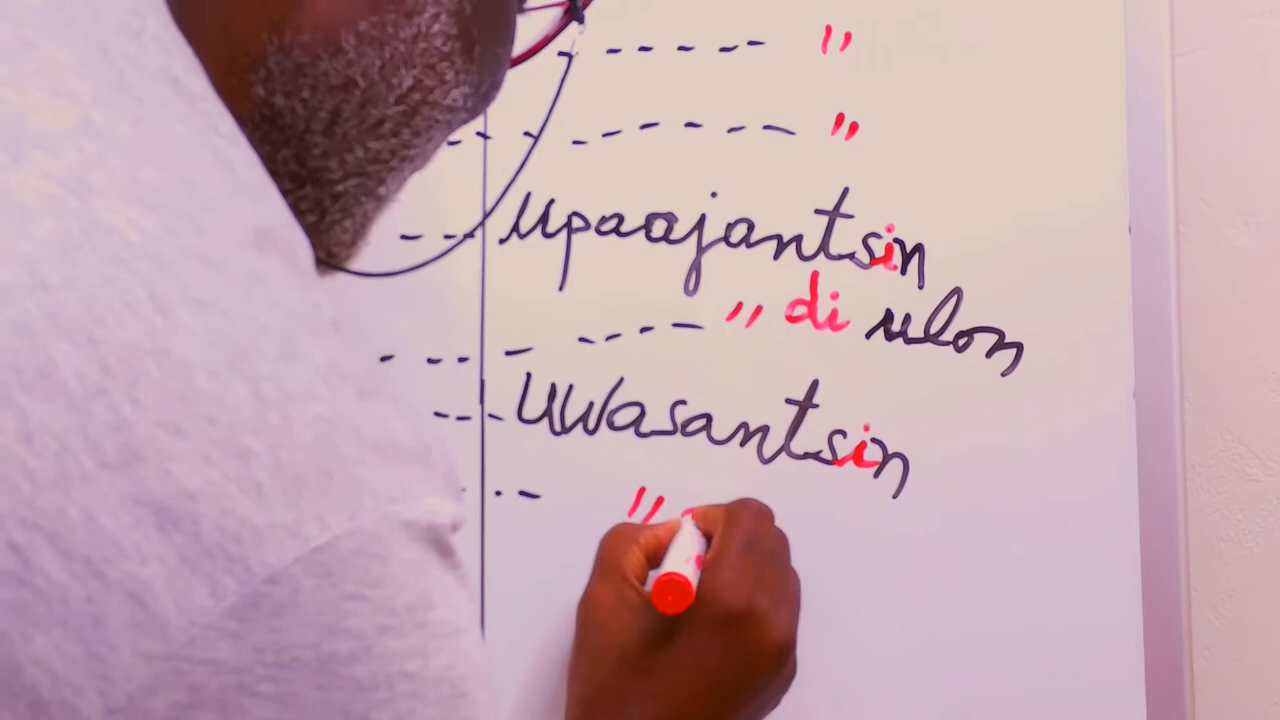 ----- "
----- "
--- Upaajantsin
------- " di ulon
--- Uwasantsin
-- "